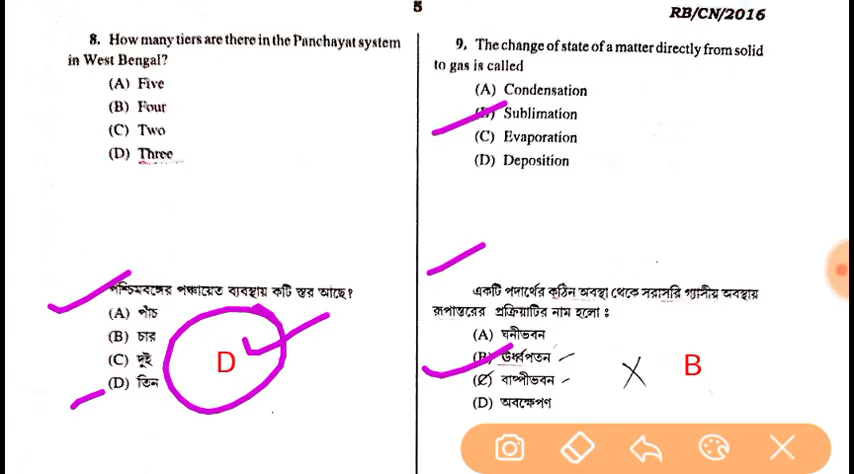 5
RB/CN/2016
8. How many tiers are there in the Panchayat system
in West Bengal?
(A) Five
(B) Four
(C) Two
(D) Three
পশ্চিমবঙ্গের পঞ্চায়েত ব্যবস্থায় কটি স্তর আছে?
(A) পাঁচ
(B) চার
(C) দুই
(D) তিন
D
9. The change of state of a matter directly from solid
to gas is called
(A) Condensation
(B) Sublimation
(C) Evaporation
(D) Deposition
একটি পদার্থের কঠিন অবস্থা থেকে সরাসরি গ্যাসীয় অবস্থায়
রূপান্তরের প্রক্রিয়াটির নাম হলো :
(A) ঘনীভবন
(B) উর্ধ্বপতন
(C) বাষ্পীভবন
(D) অবক্ষেপণ
B